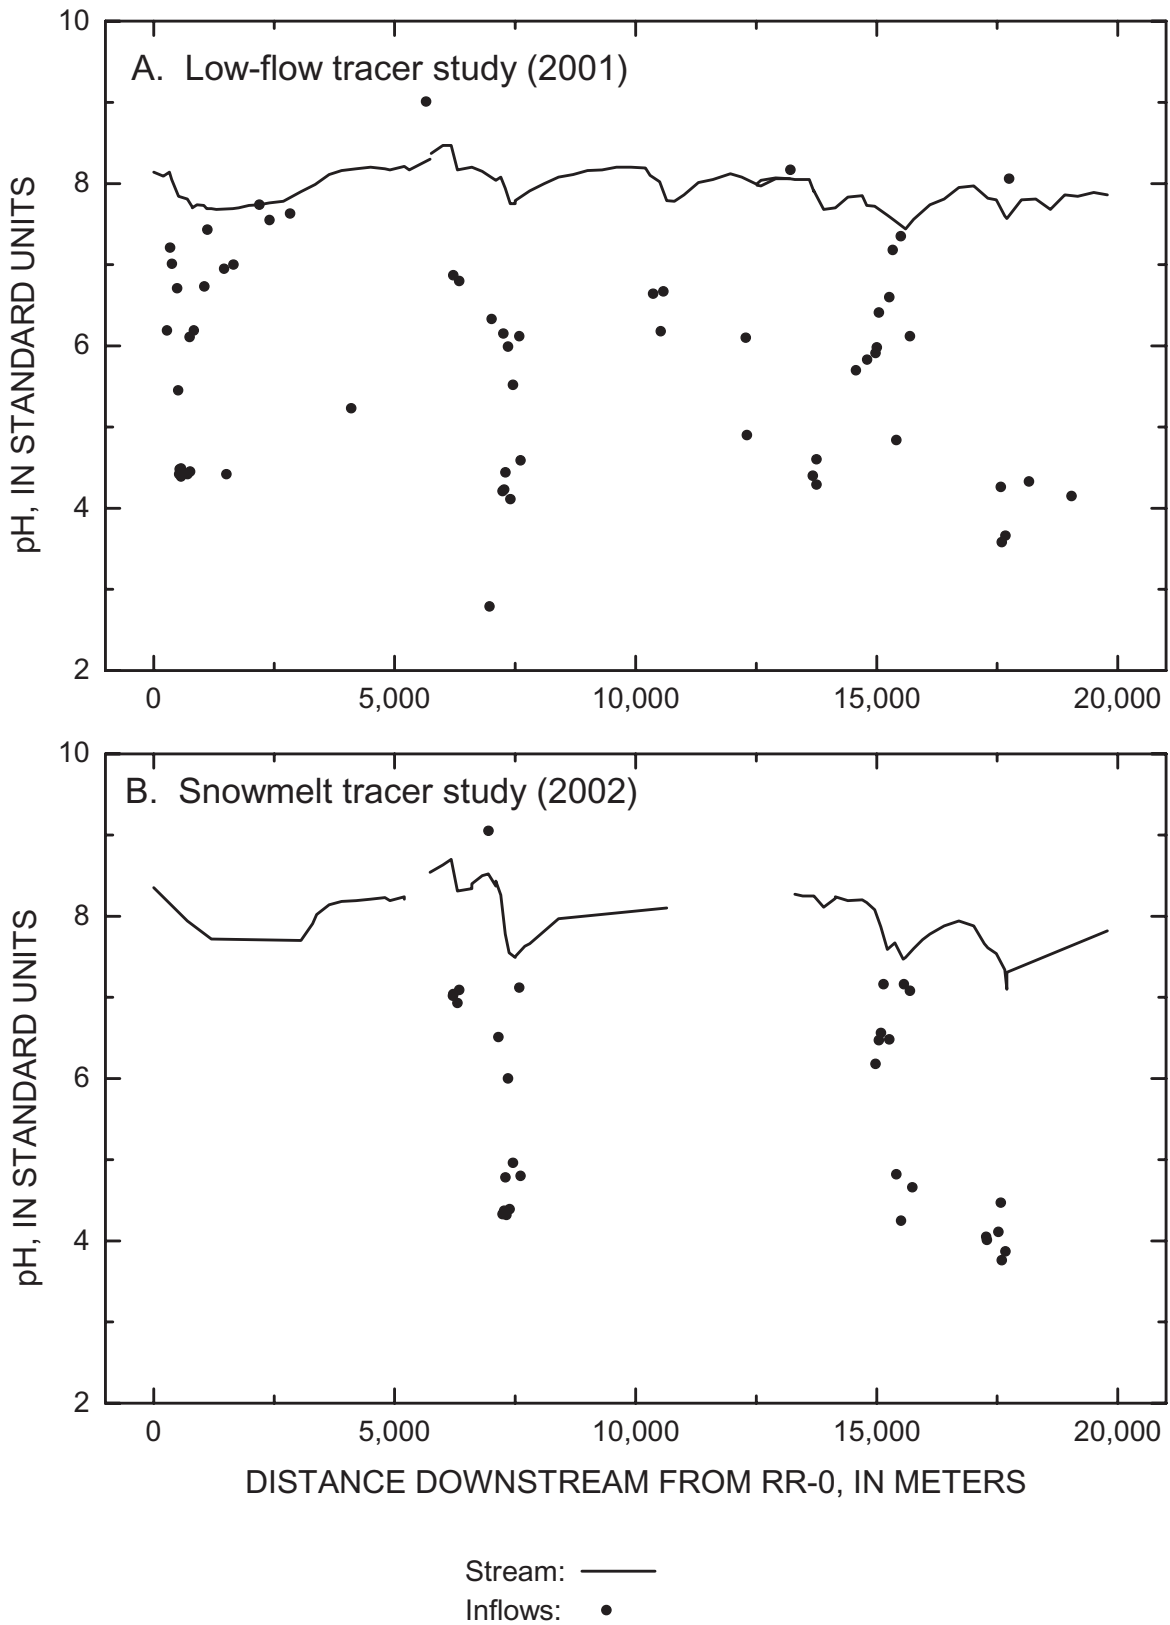 10
A. Low-flow tracer study (2001)
8
6
4
2
pH, IN STANDARD UNITS
0 5,000 10,000 15,000 20,000
10
B. Snowmelt tracer study (2002)
8
6
4
2
pH, IN STANDARD UNITS
0 5,000 10,000 15,000 20,000
DISTANCE DOWNSTREAM FROM RR-0, IN METERS
Stream:
Inflows: